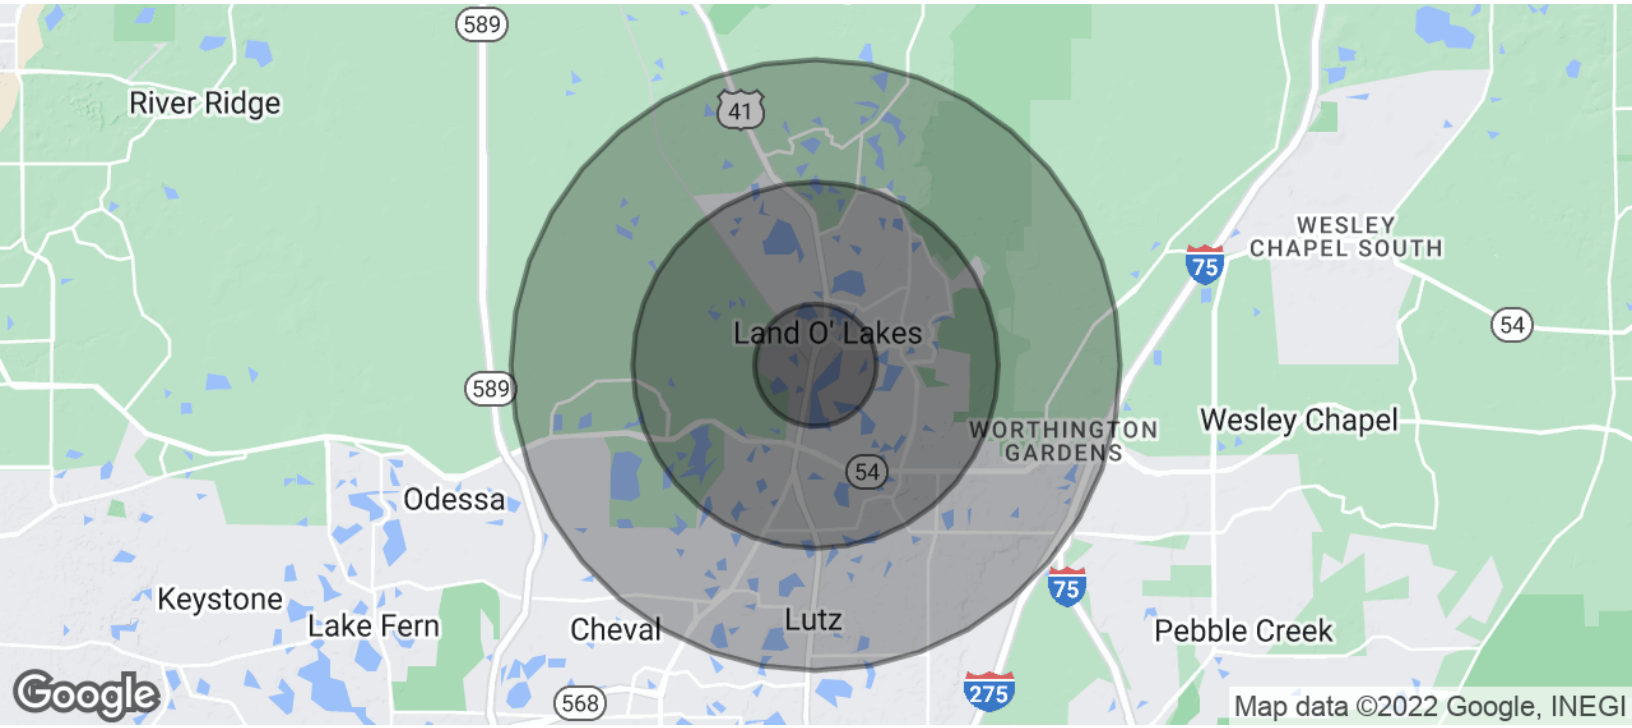 589
41
River Ridge
WESLEY
CHAPEL SOUTH
75
54
Land O' Lakes
589
Wesley Chapel
WORTHINGTON
GARDENS
54
Odessa
75
Keystone
Lake Fern
Cheval
Lutz
Pebble Creek
Google
568
275
Map data ©2022 Google, INEGI